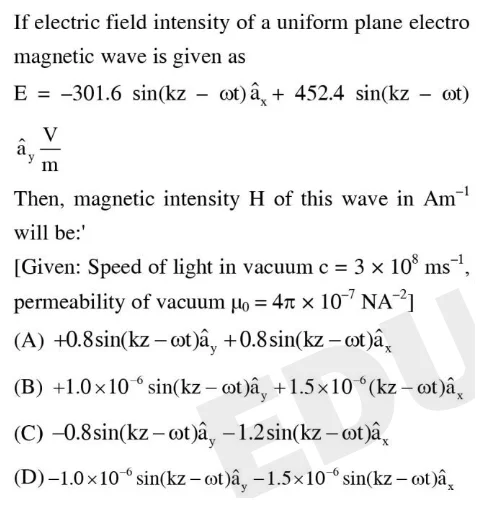 If electric field intensity of a uniform plane electro
magnetic wave is given as
E = –301.6 sin(kz – ωt) âₓ + 452.4 sin(kz – ωt)
â_y V/m
Then, magnetic intensity H of this wave in Am⁻¹
will be:'
[Given: Speed of light in vacuum c = 3 × 10⁸ ms⁻¹,
permeability of vacuum μ₀ = 4π × 10⁻⁷ NA⁻²]
(A) +0.8sin(kz – ωt)â_y +0.8sin(kz – ωt)âₓ
(B) +1.0×10⁻⁶ sin(kz – ωt)â_y +1.5×10⁻⁶(kz – ωt)âₓ
(C) –0.8sin(kz – ωt)â_y –1.2sin(kz – ωt)âₓ
(D) –1.0×10⁻⁶ sin(kz – ωt)â_y –1.5×10⁻⁶ sin(kz – ωt)âₓ
EDU